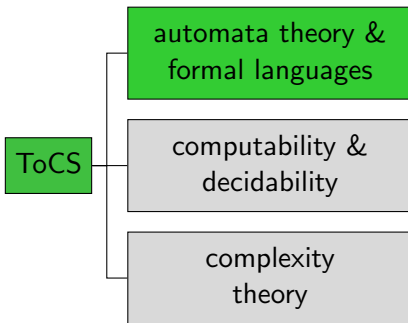 automata theory &
formal languages
ToCS
computability &
decidability
complexity
theory